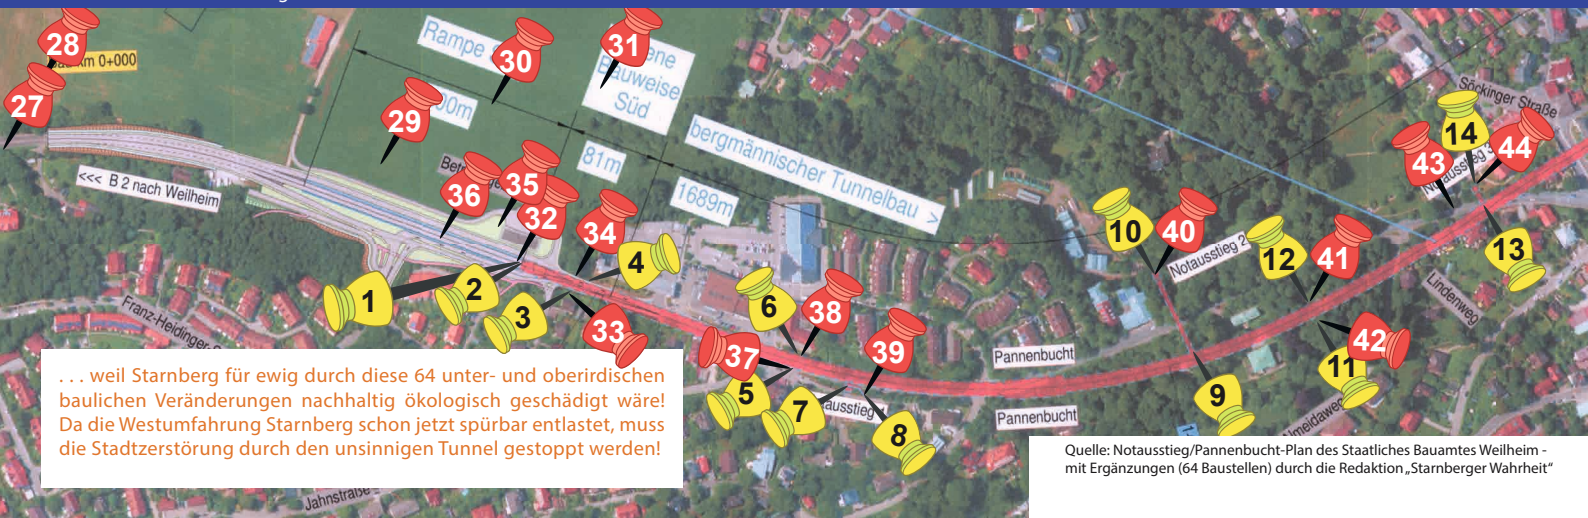 28
km 0+000
27
Rampe
30
31
Bauweise
Süd
29
81m
1689m
bergmännischer Tunnelbau >
<<< B 2 nach Weilheim
36
35
32
34
4
1
2
3
33
6
38
37
39
5
7
8
10
40
Notausstieg 2
12
41
43
14
44
Söckinger Straße
13
Lindenweg
42
11
9
Pannenbucht
Pannenbucht
Jahnstraße
. . . weil Starnberg für ewig durch diese 64 unter- und oberirdischen
baulichen Veränderungen nachhaltig ökologisch geschädigt wäre!
Da die Westumfahrung Starnberg schon jetzt spürbar entlastet, muss
die Stadtzerstörung durch den unsinnigen Tunnel gestoppt werden!
Quelle: Notausstieg/Pannenbucht-Plan des Staatliches Bauamtes Weilheim -
mit Ergänzungen (64 Baustellen) durch die Redaktion „Starnberger Wahrheit“